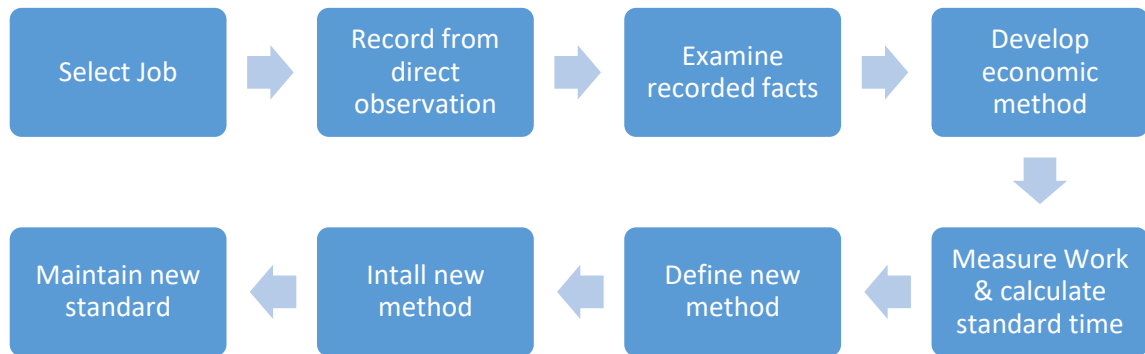 Select Job
Record from
direct
observation
Examine
recorded facts
Develop
economic
method
Measure Work
& calculate
standard time
Define new
method
Intall new
method
Maintain new
standard